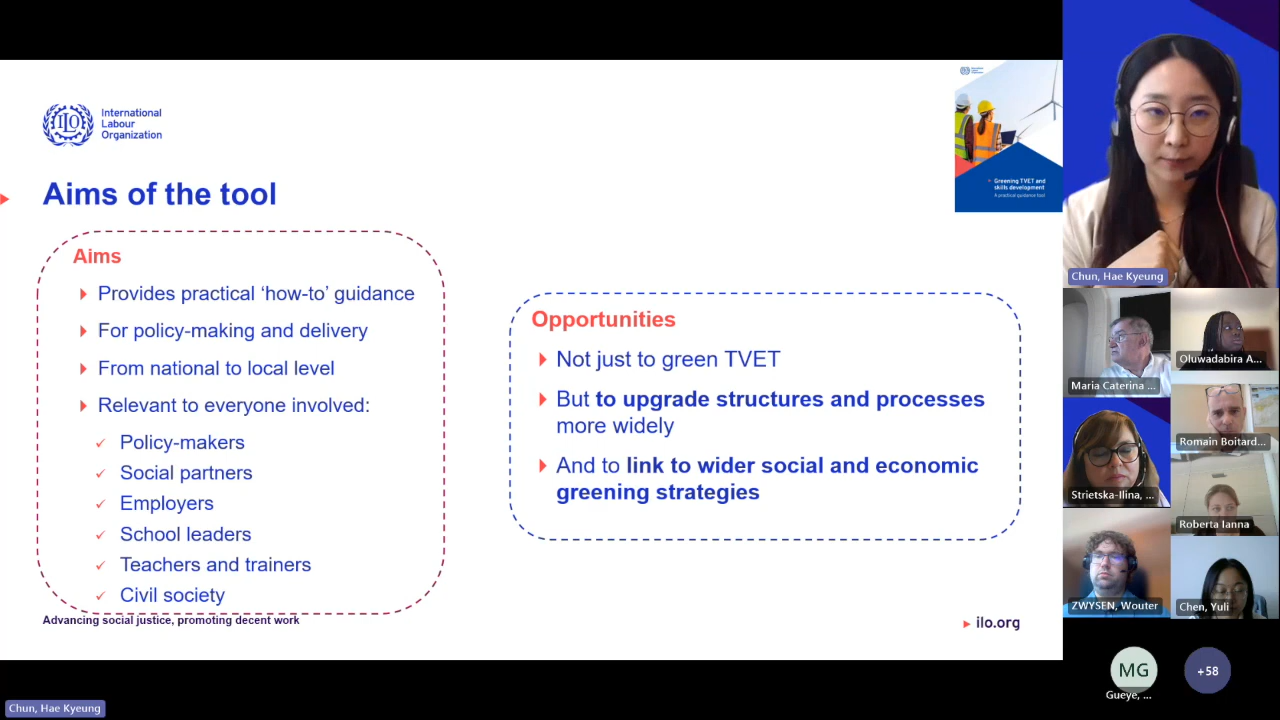 International
Labour
Organization
Aims of the tool
Aims
Provides practical ‘how-to’ guidance
For policy-making and delivery
From national to local level
Relevant to everyone involved:
Policy-makers
Social partners
Employers
School leaders
Teachers and trainers
Civil society
Opportunities
Not just to green TVET
But to upgrade structures and processes
more widely
And to link to wider social and economic
greening strategies
Advancing social justice, promoting decent work
ilo.org
Greening TVET and
skills development
A practical guidance tool
Chun, Hae Kyeung
Maria Caterina ...
Oluwadabira A...
Romain Boitard...
Strietska-Ilina, ...
Roberta Ianna
ZWYSEN, Wouter
Chen, Yuli
MG
Gueye, ...
+58
Chun, Hae Kyeung